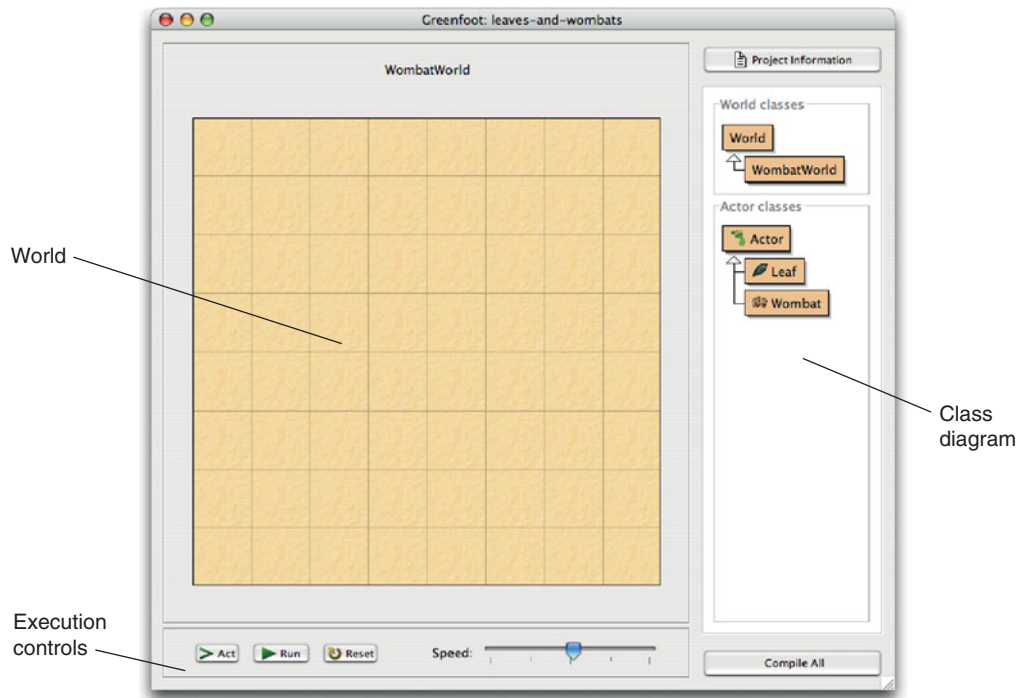 Greenfoot: leaves-and-wombats
WombatWorld
Project Information
World classes
World
WombatWorld
Actor classes
Actor
Leaf
Wombat
World
Class
diagram
Execution
controls
Act
Run
Reset
Speed:
Compile All